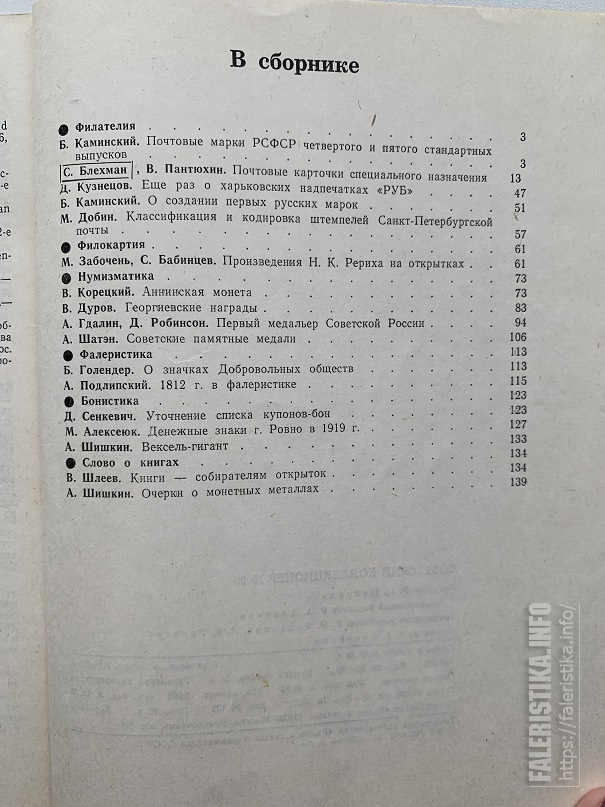 В сборнике
Филателия 3
Б. Каминский. Почтовые марки РСФСР четвертого и пятого стандартных
выпусков 3
С. Блехман, В. Пантюхин. Почтовые карточки специального назначения 13
Д. Кузнецов. Еще раз о харьковских надпечатках «РУБ» 47
Б. Каминский. О создании первых русских марок 51
М. Добин. Классификация и кодировка штемпелей Санкт-Петербургской
почты 57
Филокартия 61
М. Забочень, С. Бабинцев. Произведения Н. К. Рериха на открытках 61
Нумизматика 73
В. Корецкий. Аннинская монета 73
В. Дуров. Георгиевские награды 83
А. Гдалин, Д. Робинсон. Первый медальер Советской России 94
А. Шатэн. Советские памятные медали 106
Фалеристика 113
Б. Голендер. О значках Добровольных обществ 113
А. Подлипский. 1812 г. в фалеристике 115
Бонистика 123
Д. Сенкевич. Уточнение списка купонов-бон 123
М. Алексеюк. Денежные знаки г. Ровно в 1919 г. 127
А. Шишкин. Вексель-гигант 133
Слово о книгах 134
В. Шлеев. Книги — собирателям открыток 134
А. Шишкин. Очерки о монетных металлах 139
FALERISTIKA.INFO
https://faleristika.info/